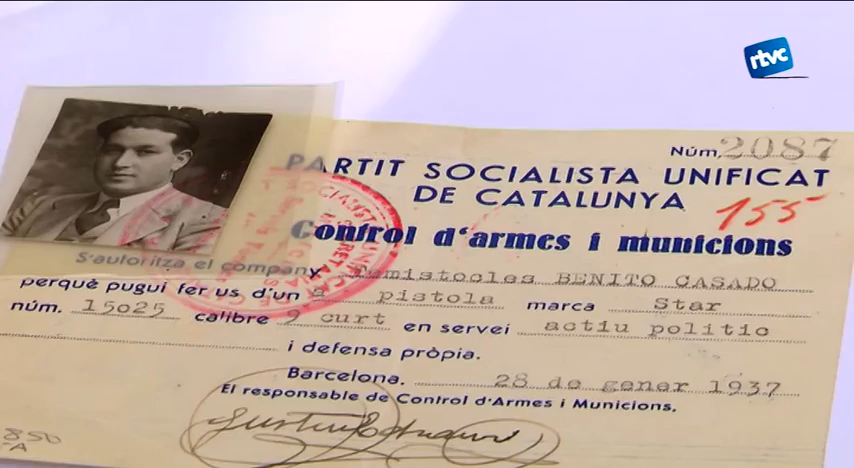 rtvc
Núm. 2087
PARTIT SOCIALISTA UNIFICAT
DE CATALUNYA
155
Control d'armes i municions
S'autoritza el company Temistocles BENITO CASADO
perquè pugui fer us d'un a pistola marca Star
núm. 15025 calibre 9 curt en servei actiu politic
i defensa pròpia.
Barcelona. 28 de gener 1937
El responsable de Control d'Armes i Municions,
850